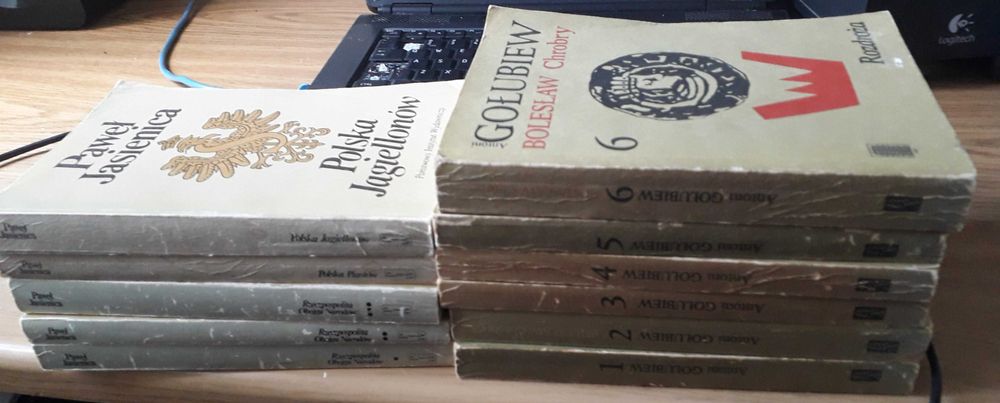 Paweł
Jasienica
Polska
Jagiellonów
Państwowy Instytut Wydawniczy
Paweł
Jasienica
Polska Jagiellonów
Paweł
Jasienica
Polska Piastów
Paweł
Jasienica
Rzeczpospolita
Obojga Narodów
Paweł
Jasienica
Rzeczpospolita
Obojga Narodów
Paweł
Jasienica
Rzeczpospolita
Obojga Narodów
Antoni GOŁUBIEW
BOLESŁAW Chrobry
6
Rozdroża
6 Antoni GOŁUBIEW
5 Antoni GOŁUBIEW
4 Antoni GOŁUBIEW
3 Antoni GOŁUBIEW
2 Antoni GOŁUBIEW
1 Antoni GOŁUBIEW
Logitech